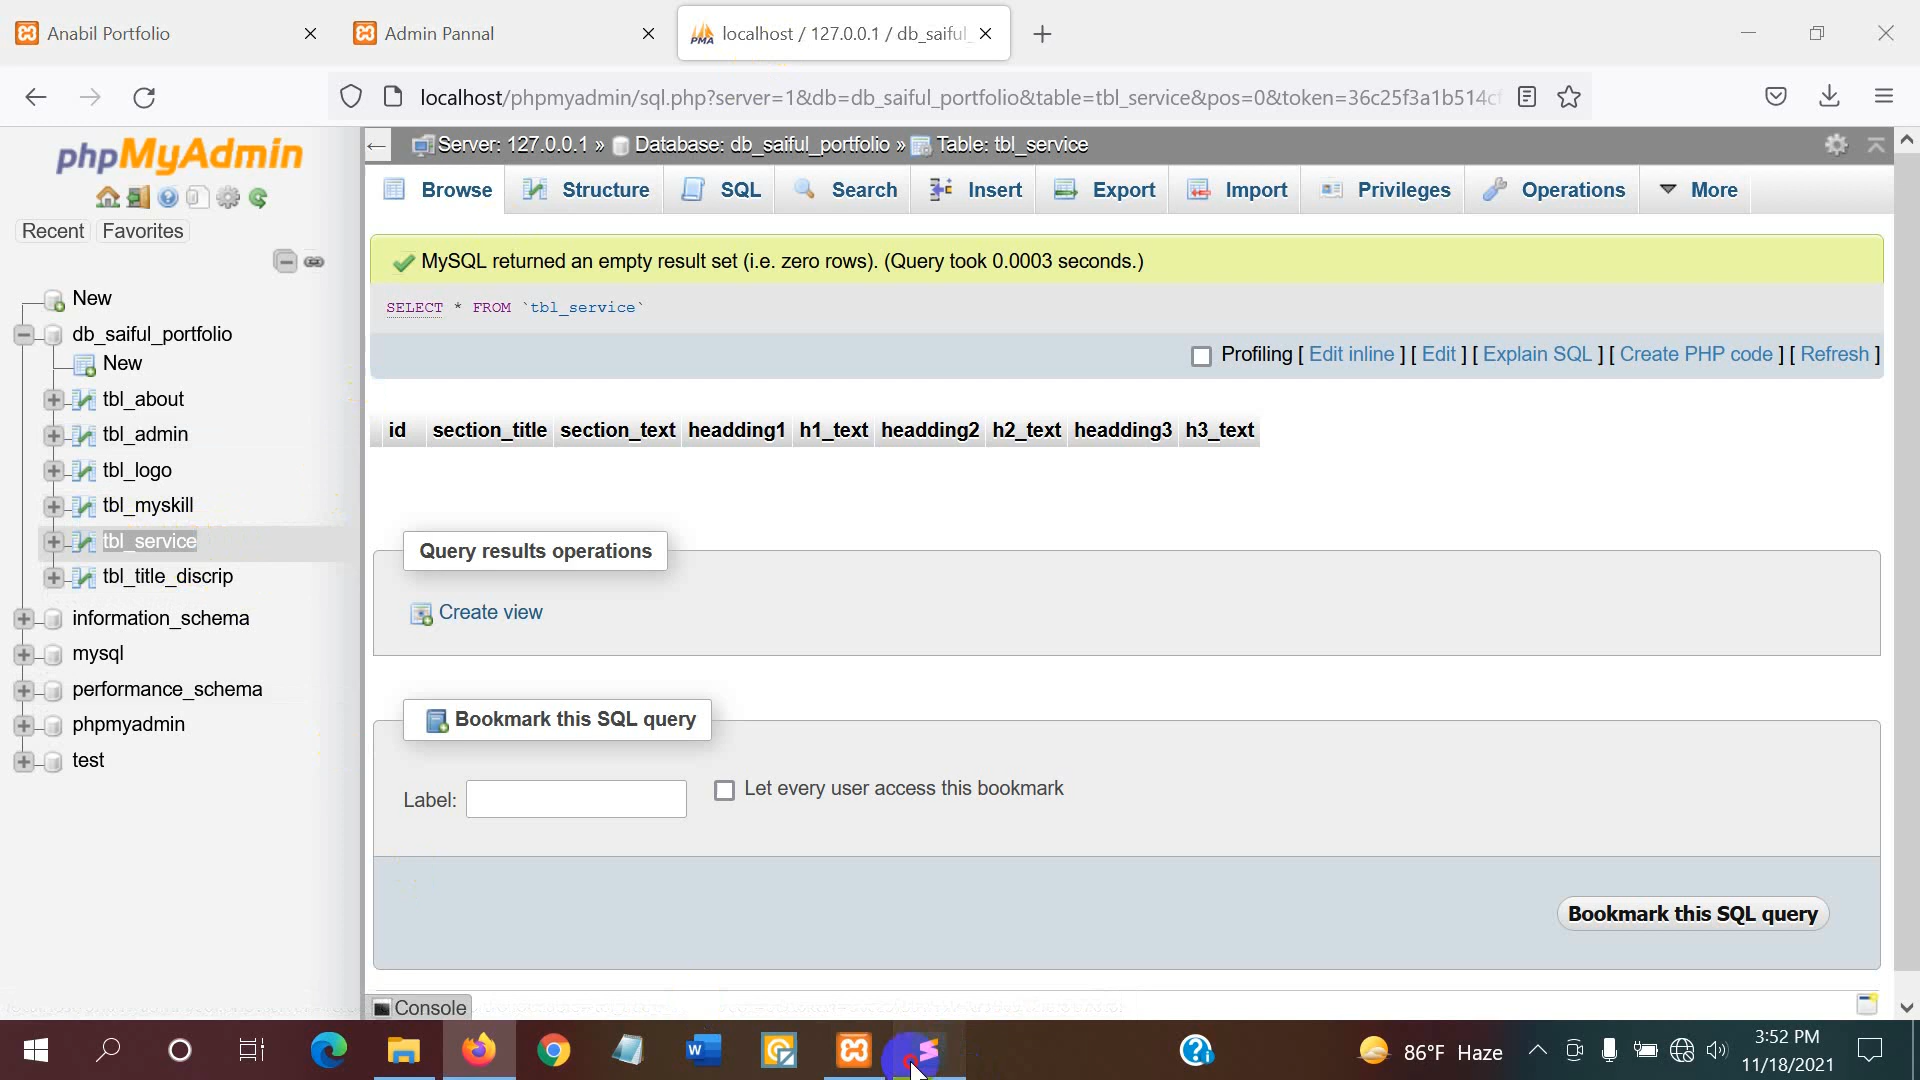 Anabil Portfolio
Admin Pannal
PMA localhost / 127.0.0.1 / db_saiful_
localhost/phpmyadmin/sql.php?server=1&db=db_saiful_portfolio&table=tbl_service&pos=0&token=36c25f3a1b514cf
phpMyAdmin
Recent Favorites
New
db_saiful_portfolio
New
tbl_about
tbl_admin
tbl_logo
tbl_myskill
tbl_service
tbl_title_discrip
information_schema
mysql
performance_schema
phpmyadmin
test
Server: 127.0.0.1 » Database: db_saiful_portfolio » Table: tbl_service
Browse Structure SQL Search Insert Export Import Privileges Operations More
MySQL returned an empty result set (i.e. zero rows). (Query took 0.0003 seconds.)
SELECT * FROM `tbl_service`
Profiling [ Edit inline ] [ Edit ] [ Explain SQL ] [ Create PHP code ] [ Refresh ]
id section_title section_text headding1 h1_text headding2 h2_text headding3 h3_text
Query results operations
Create view
Bookmark this SQL query
Label: Let every user access this bookmark
Bookmark this SQL query
Console
86°F Haze
3:52 PM
11/18/2021